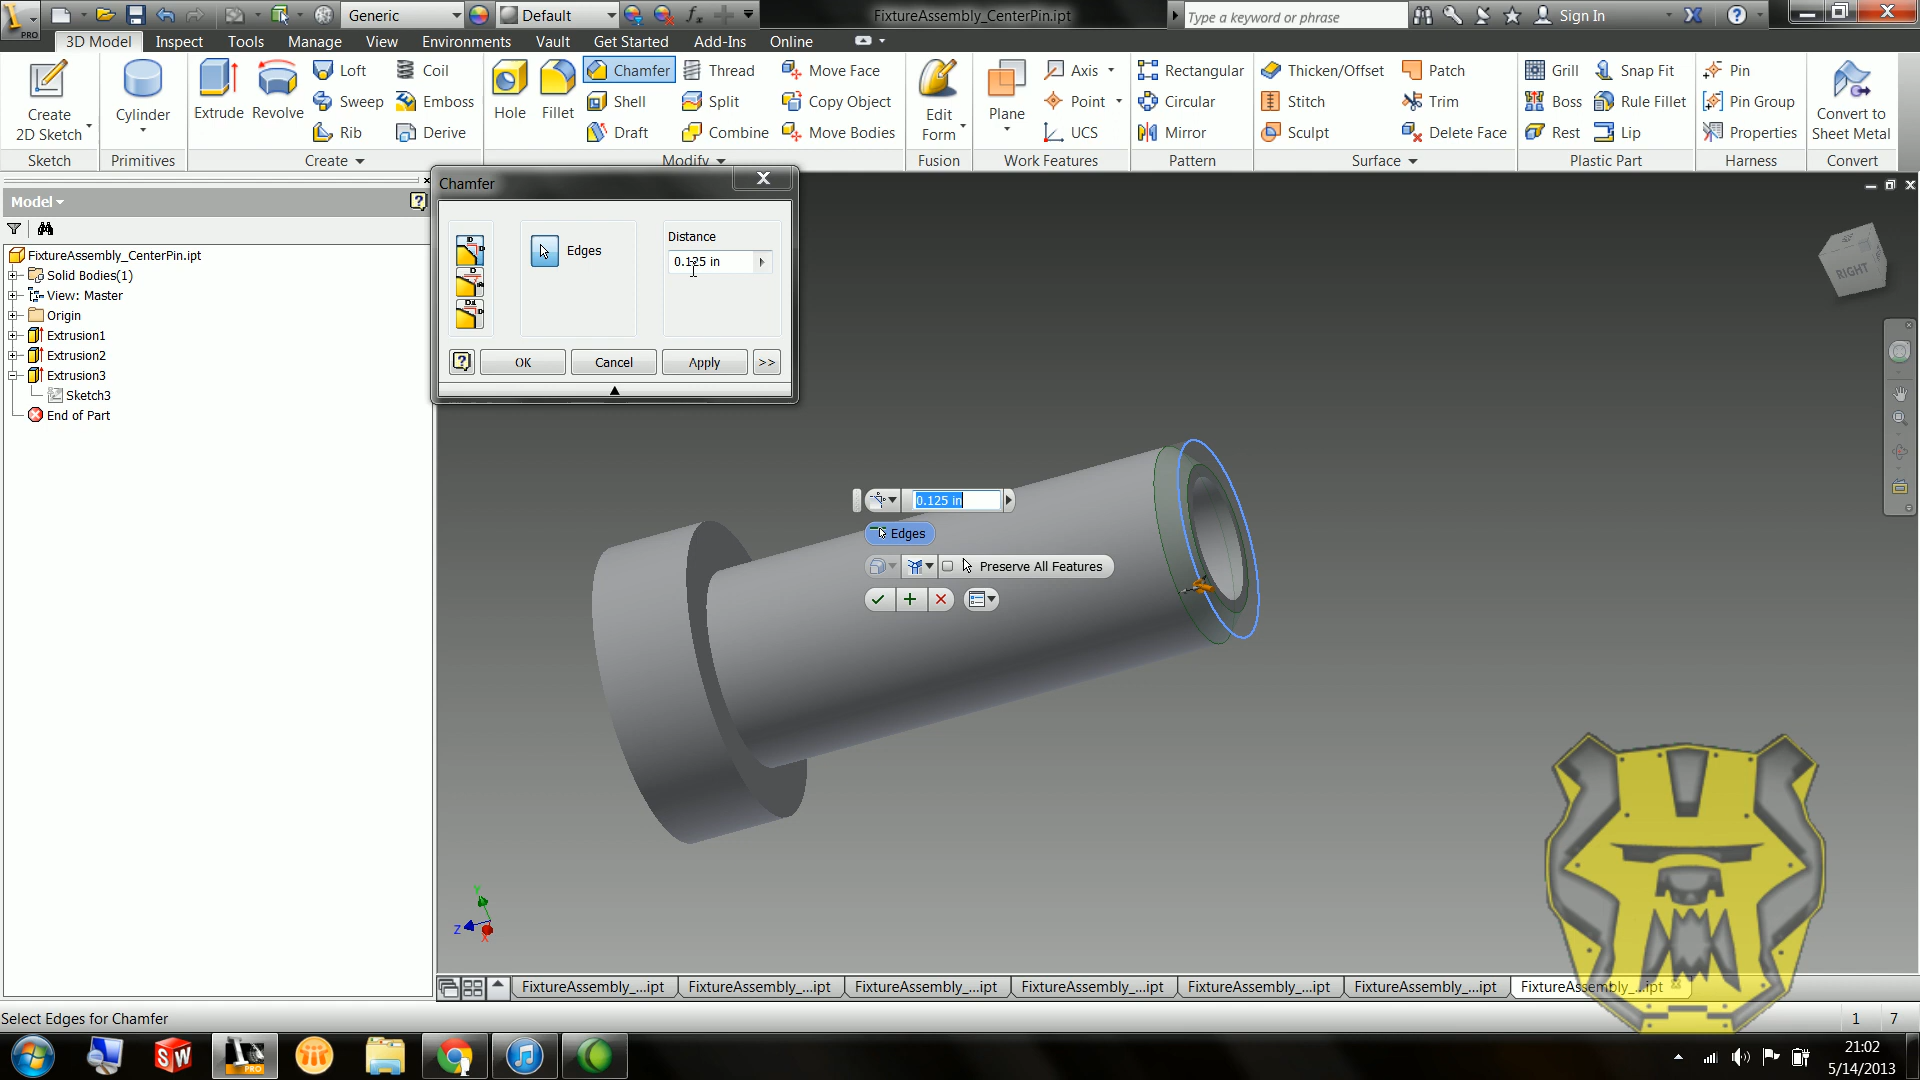 Generic
Default
FixtureAssembly_CenterPin.ipt
Type a keyword or phrase
Sign In
PRO
3D Model Inspect Tools Manage View Environments Vault Get Started Add-Ins Online
Create
2D Sketch
Cylinder
Extrude
Revolve
Loft
Sweep
Rib
Coil
Emboss
Derive
Hole
Fillet
Chamfer
Shell
Draft
Thread
Split
Combine
Move Face
Copy Object
Move Bodies
Edit
Form
Plane
Axis
Point
UCS
Rectangular
Circular
Mirror
Thicken/Offset
Stitch
Sculpt
Patch
Trim
Delete Face
Grill
Boss
Rest
Snap Fit
Rule Fillet
Lip
Pin
Pin Group
Properties
Convert to
Sheet Metal
Sketch Primitives Create Modify Fusion Work Features Pattern Surface Plastic Part Harness Convert
Model
FixtureAssembly_CenterPin.ipt
Solid Bodies(1)
View: Master
Origin
Extrusion1
Extrusion2
Extrusion3
Sketch3
End of Part
Chamfer
Edges
Distance
0.125 in
OK Cancel Apply >>
RIGHT
0.125 in
Edges
Preserve All Features
Y
Z
X
FixtureAssembly_...ipt FixtureAssembly_...ipt FixtureAssembly_...ipt FixtureAssembly_...ipt FixtureAssembly_...ipt FixtureAssembly_...ipt FixtureAssembly_...ipt
Select Edges for Chamfer
1 7
SW
PRO
21:02
5/14/2013